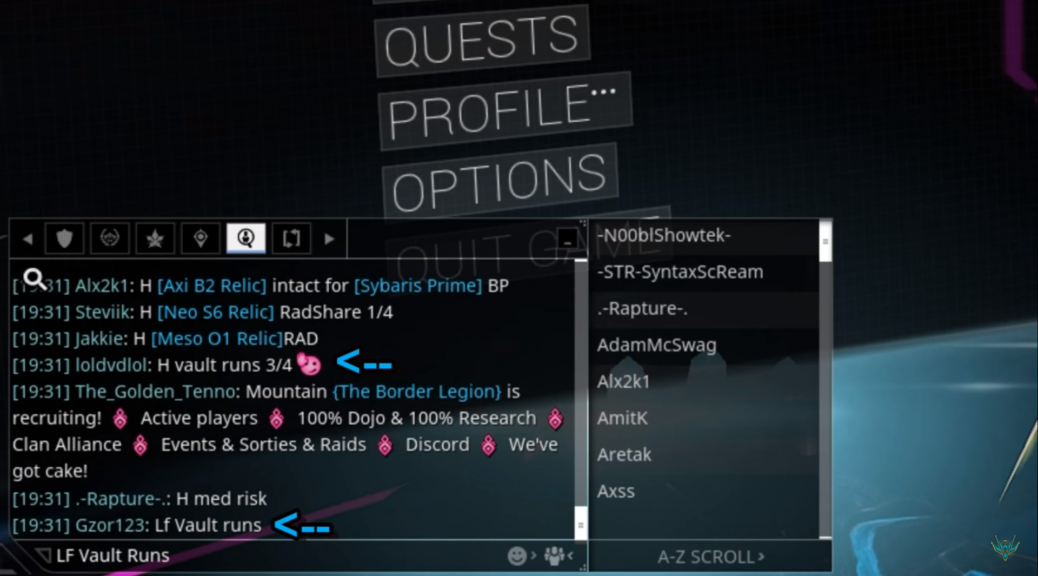 QUESTS
PROFILE...
OPTIONS
QUIT GAME
[19:31] Alx2k1: H [Axi B2 Relic] intact for [Sybaris Prime] BP
[19:31] Steviik: H [Neo S6 Relic] RadShare 1/4
[19:31] Jakkie: H [Meso O1 Relic]RAD
[19:31] loldvdlol: H vault runs 3/4 <--
[19:31] The_Golden_Tenno: Mountain {The Border Legion} is
recruiting! Active players 100% Dojo & 100% Research
Clan Alliance Events & Sorties & Raids Discord We've
got cake!
[19:31] .-Rapture-.: H med risk
[19:31] Gzor123: Lf Vault runs <--
LF Vault Runs
-N00blShowtek-
-STR-SyntaxScReam
.-Rapture-.
AdamMcSwag
Alx2k1
AmitK
Aretak
Axss
A-Z SCROLL>